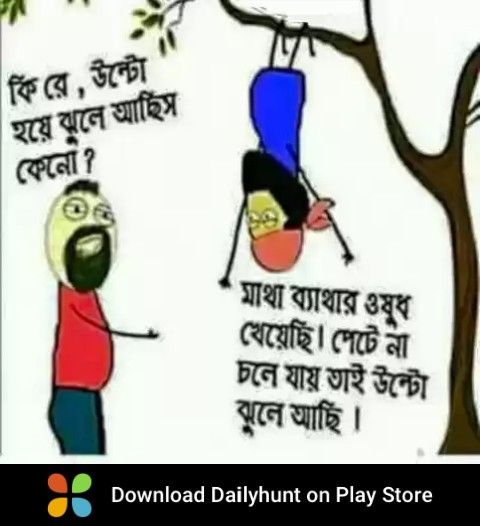 কি রে , উল্টো
হয়ে ঝুলে আছিস
কেনো ?
মাথা ব্যাথার ওষুধ
খেয়েছি। পেটে না
চলে যায় তাই উল্টো
ঝুলে আছি ।
Download Dailyhunt on Play Store